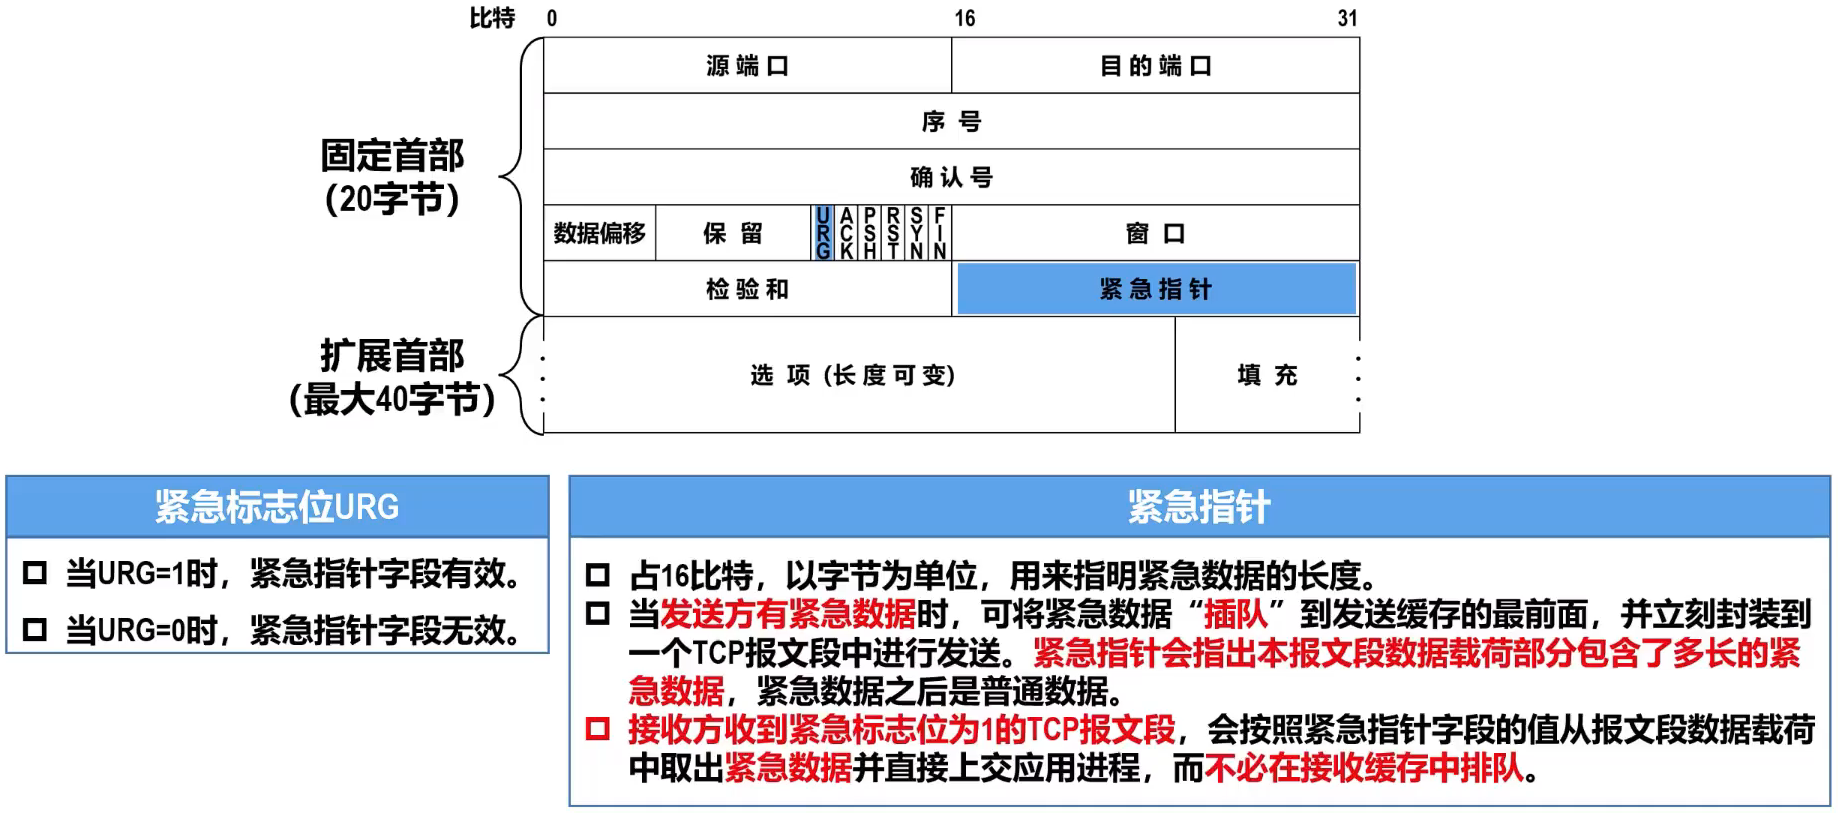 比特 0 16 31
源端口 目的端口
序号
确认号
固定首部
（20字节）
数据偏移 保留 URG ACK PSH RST SYN FIN 窗口
检验和 紧急指针
扩展首部
（最大40字节）
选项 (长度可变) 填充
紧急标志位URG
当URG=1时，紧急指针字段有效。
当URG=0时，紧急指针字段无效。
紧急指针
占16比特，以字节为单位，用来指明紧急数据的长度。
当发送方有紧急数据时，可将紧急数据“插队”到发送缓存的最前面，并立刻封装到
一个TCP报文段中进行发送。紧急指针会指出本报文段数据载荷部分包含了多长的紧
急数据，紧急数据之后是普通数据。
接收方收到紧急标志位为1的TCP报文段，会按照紧急指针字段的值从报文段数据载荷
中取出紧急数据并直接上交应用进程，而不必在接收缓存中排队。